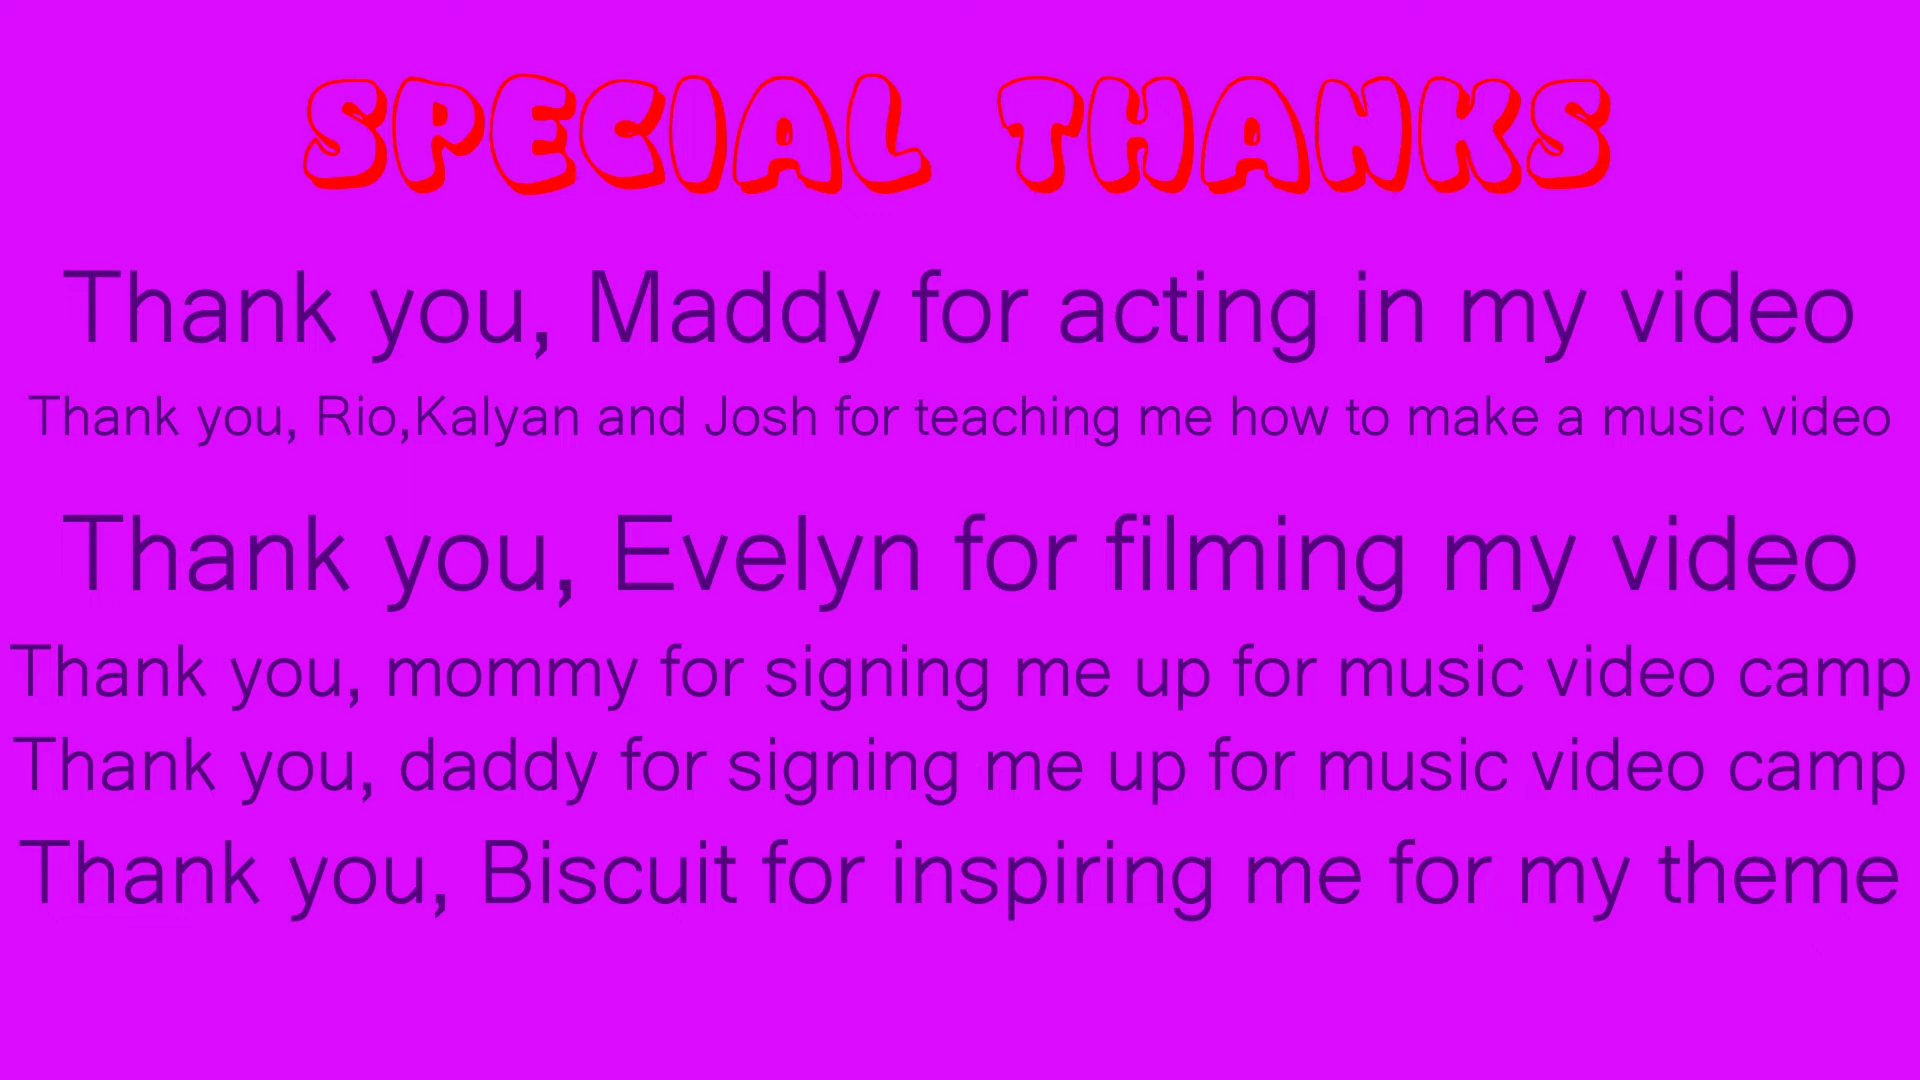 SPECIAL THANKS
Thank you, Maddy for acting in my video
Thank you, Rio,Kalyan and Josh for teaching me how to make a music video
Thank you, Evelyn for filming my video
Thank you, mommy for signing me up for music video camp
Thank you, daddy for signing me up for music video camp
Thank you, Biscuit for inspiring me for my theme